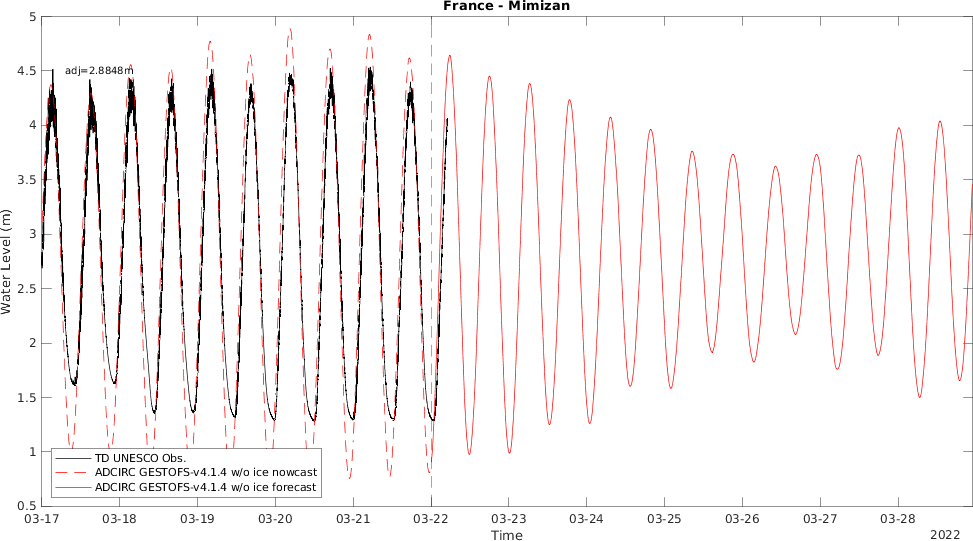 France - Mimizan
5
4.5
4
3.5
3
2.5
2
1.5
1
0.5
Water Level (m)
adj=2.8848m
TD UNESCO Obs.
ADCIRC GESTOFS-v4.1.4 w/o ice nowcast
ADCIRC GESTOFS-v4.1.4 w/o ice forecast
03-17 03-18 03-19 03-20 03-21 03-22 03-23 03-24 03-25 03-26 03-27 03-28
Time
2022